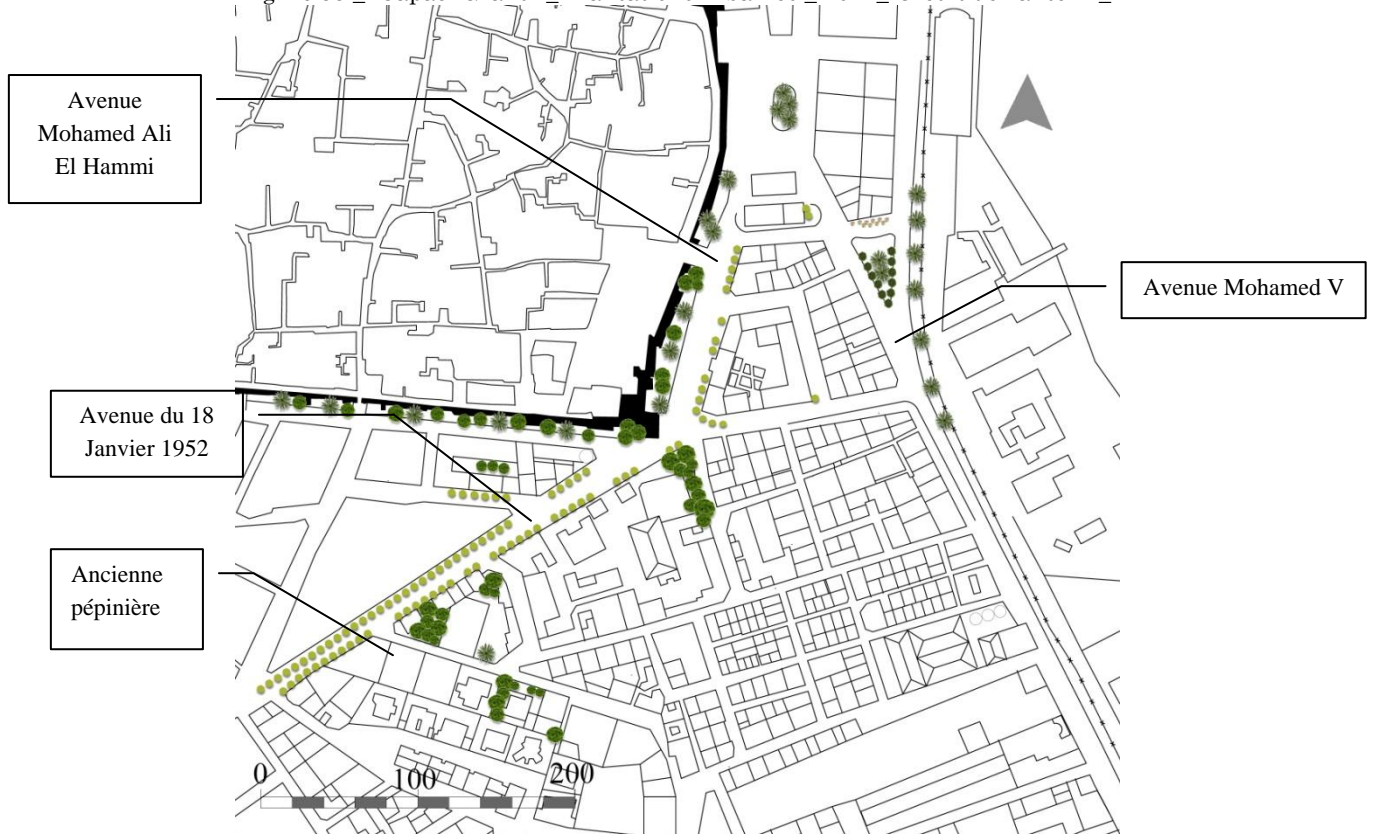 Avenue
Mohamed Ali
El Hammi
Avenue Mohamed V
Avenue du 18
Janvier 1952
Ancienne
pépinière
0 100 200